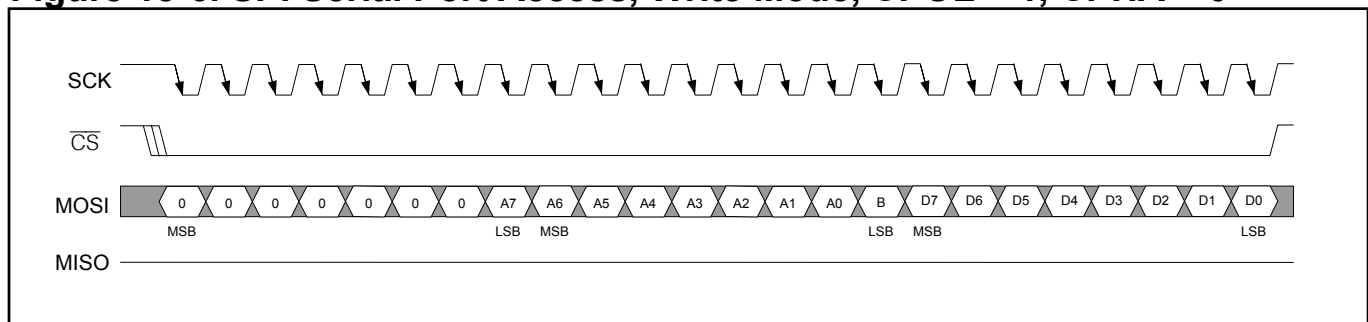 SCK
CS
MOSI 0 0 0 0 0 0 0 A7 A6 A5 A4 A3 A2 A1 A0 B D7 D6 D5 D4 D3 D2 D1 D0
MSB LSB MSB LSB MSB LSB
MISO